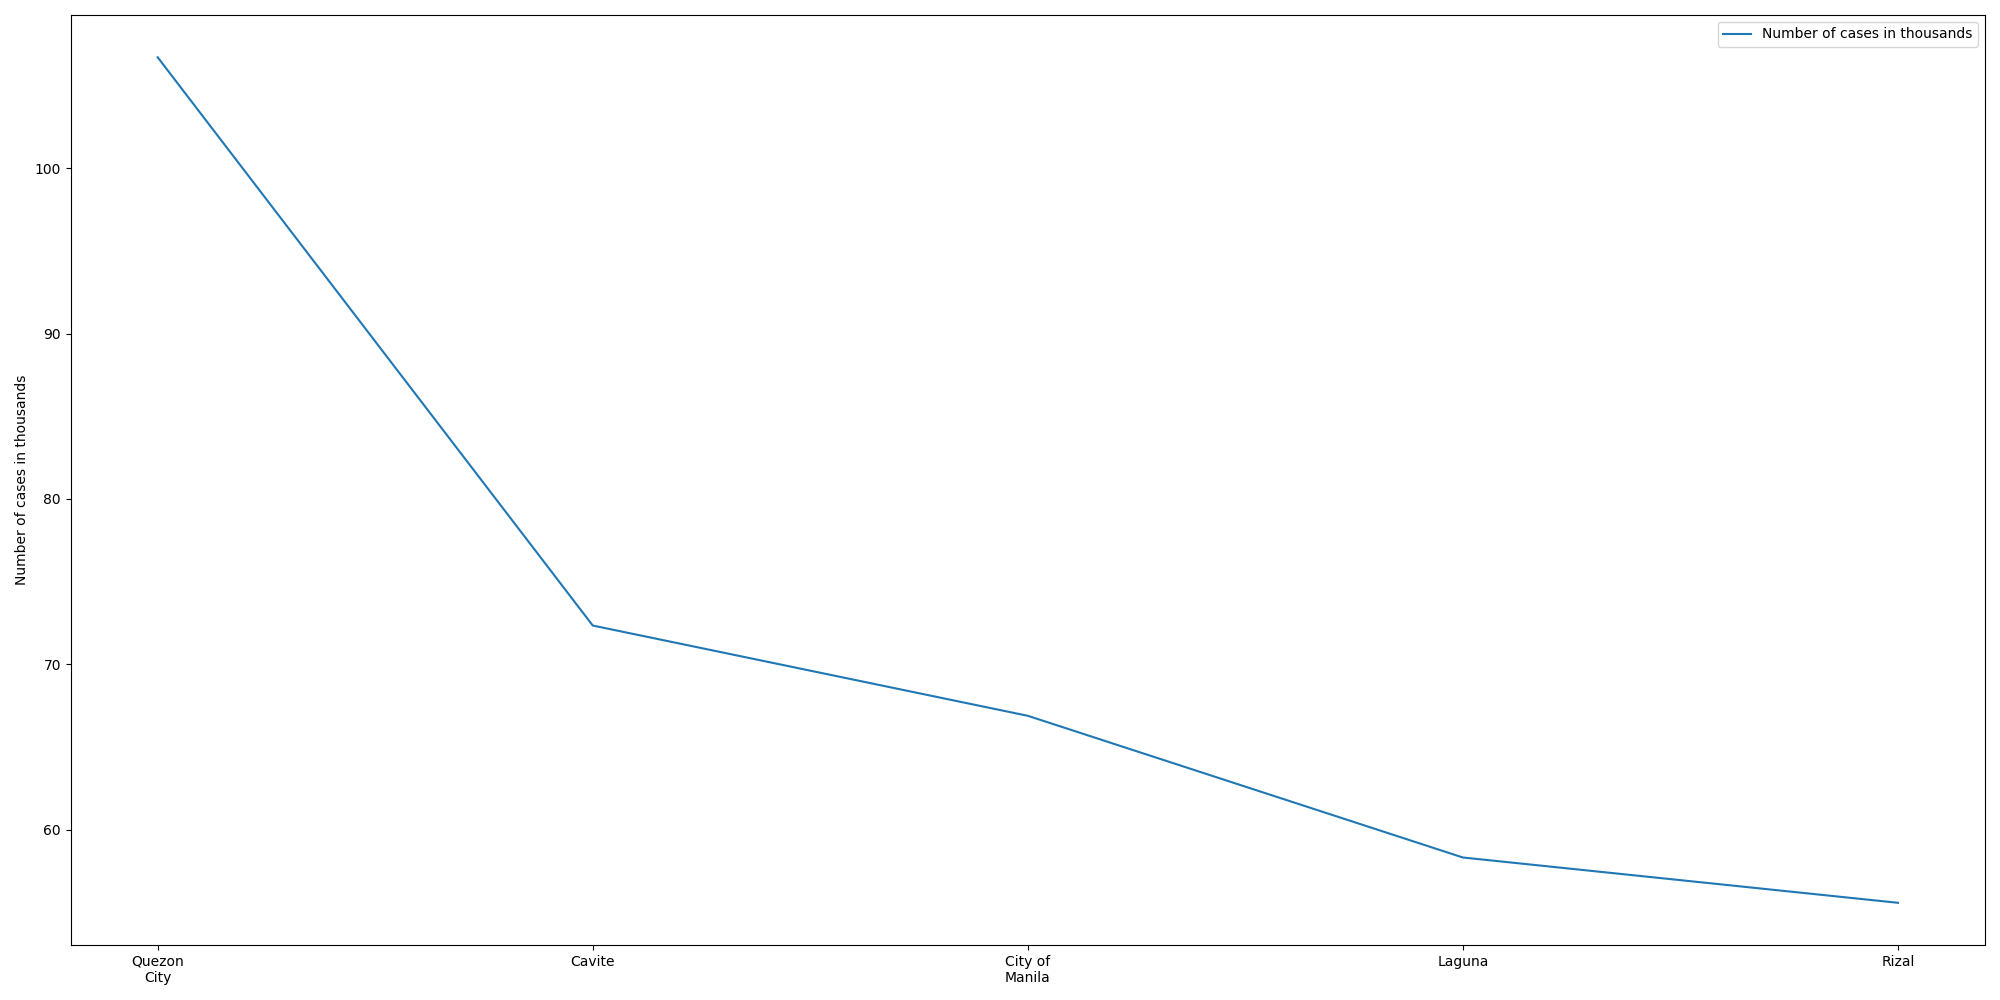 Number of cases in thousands
100
90
80
70
60
Number of cases in thousands
Quezon
City
Cavite
City of
Manila
Laguna
Rizal